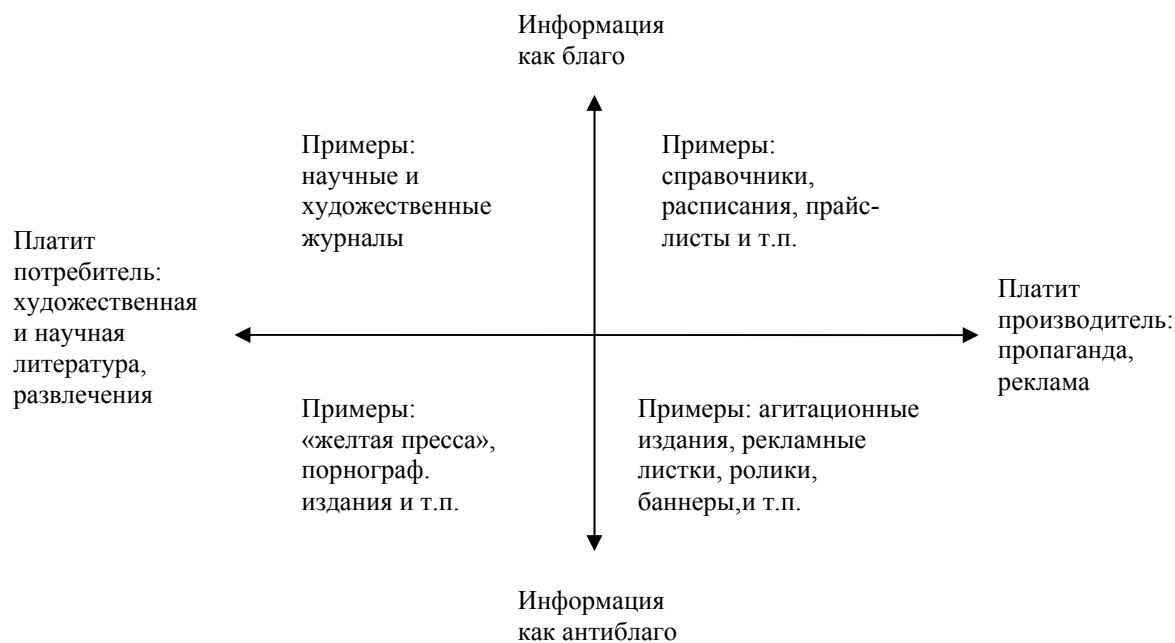 Информация
как благо
Примеры:
научные и
художественные
журналы
Примеры:
справочники,
расписания, прайс-
листы и т.п.
Платит
потребитель:
художественная
и научная
литература,
развлечения
Платит
производитель:
пропаганда,
реклама
Примеры:
«желтая пресса»,
порнограф.
издания и т.п.
Примеры: агитационные
издания, рекламные
листки, ролики,
баннеры,и т.п.
Информация
как антиблаго